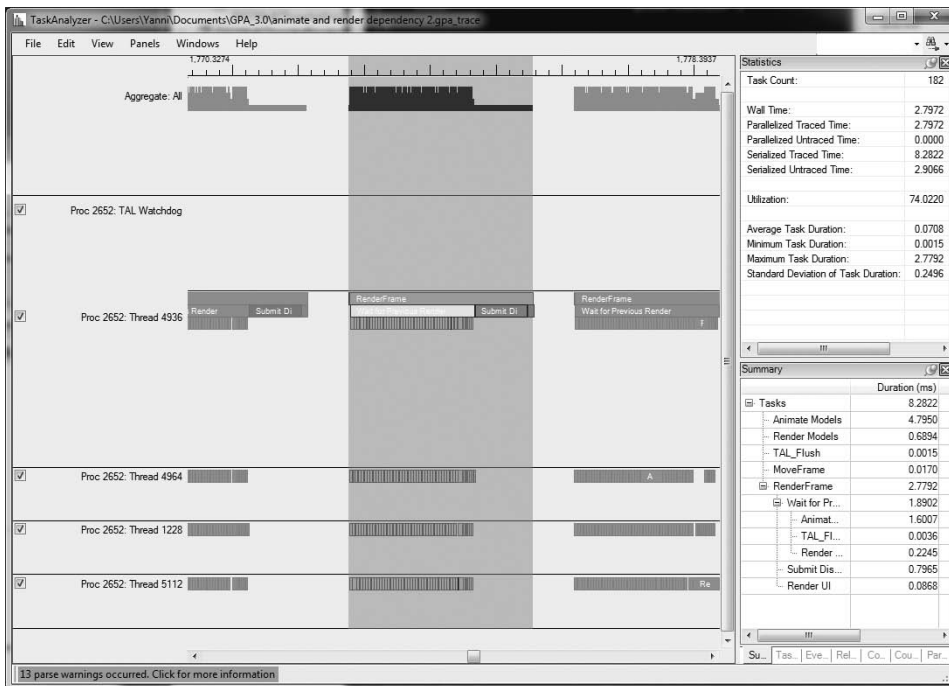 TaskAnalyzer - C:\Users\Yanni\Documents\GPA_3.0\animate and render dependency 2.gpa_trace
File Edit View Panels Windows Help
1,770.3274 1,778.3937
Aggregate: All
Proc 2652: TAL Watchdog
Proc 2652: Thread 4936
RenderFrame RenderFrame
Render Submit Di Wait for Previous Render Submit Di Wait for Previous Render
F
Proc 2652: Thread 4964
A
Proc 2652: Thread 1228
Proc 2652: Thread 5112
Re
13 parse warnings occurred. Click for more information
Statistics
Task Count: 182
Wall Time: 2.7972
Parallelized Traced Time: 2.7972
Parallelized Untraced Time: 0.0000
Serialized Traced Time: 8.2822
Serialized Untraced Time: 2.9066
Utilization: 74.0220
Average Task Duration: 0.0708
Minimum Task Duration: 0.0015
Maximum Task Duration: 2.7792
Standard Deviation of Task Duration: 0.2496
Summary
Duration (ms)
Tasks 8.2822
Animate Models 4.7950
Render Models 0.6894
TAL_Flush 0.0015
MoveFrame 0.0170
RenderFrame 2.7792
Wait for Pr... 1.8902
Animat... 1.6007
TAL_Fl... 0.0036
Render ... 0.2245
Submit Dis... 0.7965
Render UI 0.0868
Su... Tas... Eve... Rel... Co... Cou... Par...